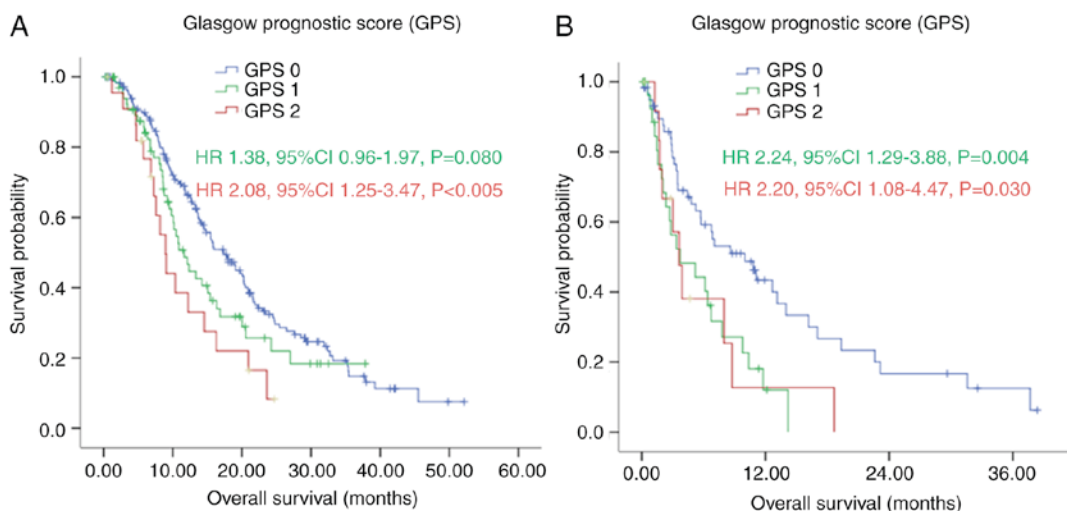 A
Glasgow prognostic score (GPS)
GPS 0
GPS 1
GPS 2
HR 1.38, 95%CI 0.96-1.97, P=0.080
HR 2.08, 95%CI 1.25-3.47, P<0.005
Survival probability
1.0
0.8
0.6
0.4
0.2
0.0
0.00 10.00 20.00 30.00 40.00 50.00 60.00
Overall survival (months)
B
Glasgow prognostic score (GPS)
GPS 0
GPS 1
GPS 2
HR 2.24, 95%CI 1.29-3.88, P=0.004
HR 2.20, 95%CI 1.08-4.47, P=0.030
Survival probability
1.0
0.8
0.6
0.4
0.2
0.0
0.00 12.00 24.00 36.00
Overall survival (months)